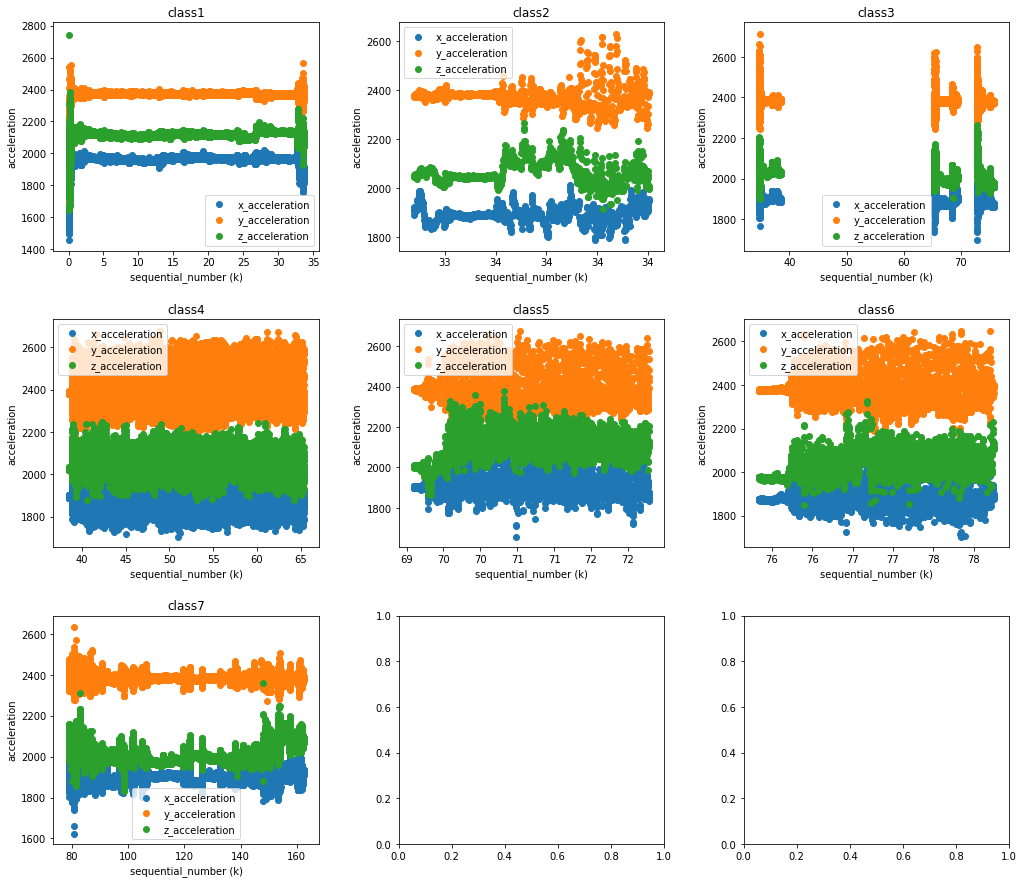 class1
2800
2600
2400
2200
2000
1800
1600
1400
acceleration
x_acceleration
y_acceleration
z_acceleration
0 5 10 15 20 25 30 35
sequential_number (k)
class2
2600
2400
2200
2000
1800
acceleration
x_acceleration
y_acceleration
z_acceleration
33 34 34 34 34
sequential_number (k)
class3
2600
2400
2200
2000
1800
acceleration
x_acceleration
y_acceleration
z_acceleration
40 60 70
sequential_number (k)
class4
2600
2400
2200
2000
1800
acceleration
x_acceleration
y_acceleration
z_acceleration
40 45 50 55 60 65
sequential_number (k)
class5
2600
2400
2200
2000
1800
acceleration
x_acceleration
y_acceleration
z_acceleration
69 70 70 71 71 72 72
sequential_number (k)
class6
2600
2400
2200
2000
1800
acceleration
x_acceleration
y_acceleration
z_acceleration
76 76 77 77 78 78
sequential_number (k)
class7
2600
2400
2200
2000
1800
1600
acceleration
x_acceleration
y_acceleration
z_acceleration
80 100 120 140 160
sequential_number (k)
1.0
0.8
0.6
0.4
0.2
0.0
0.0 0.2 0.4 0.6 0.8 1.0
1.0
0.8
0.6
0.4
0.2
0.0
0.0 0.2 0.4 0.6 0.8 1.0